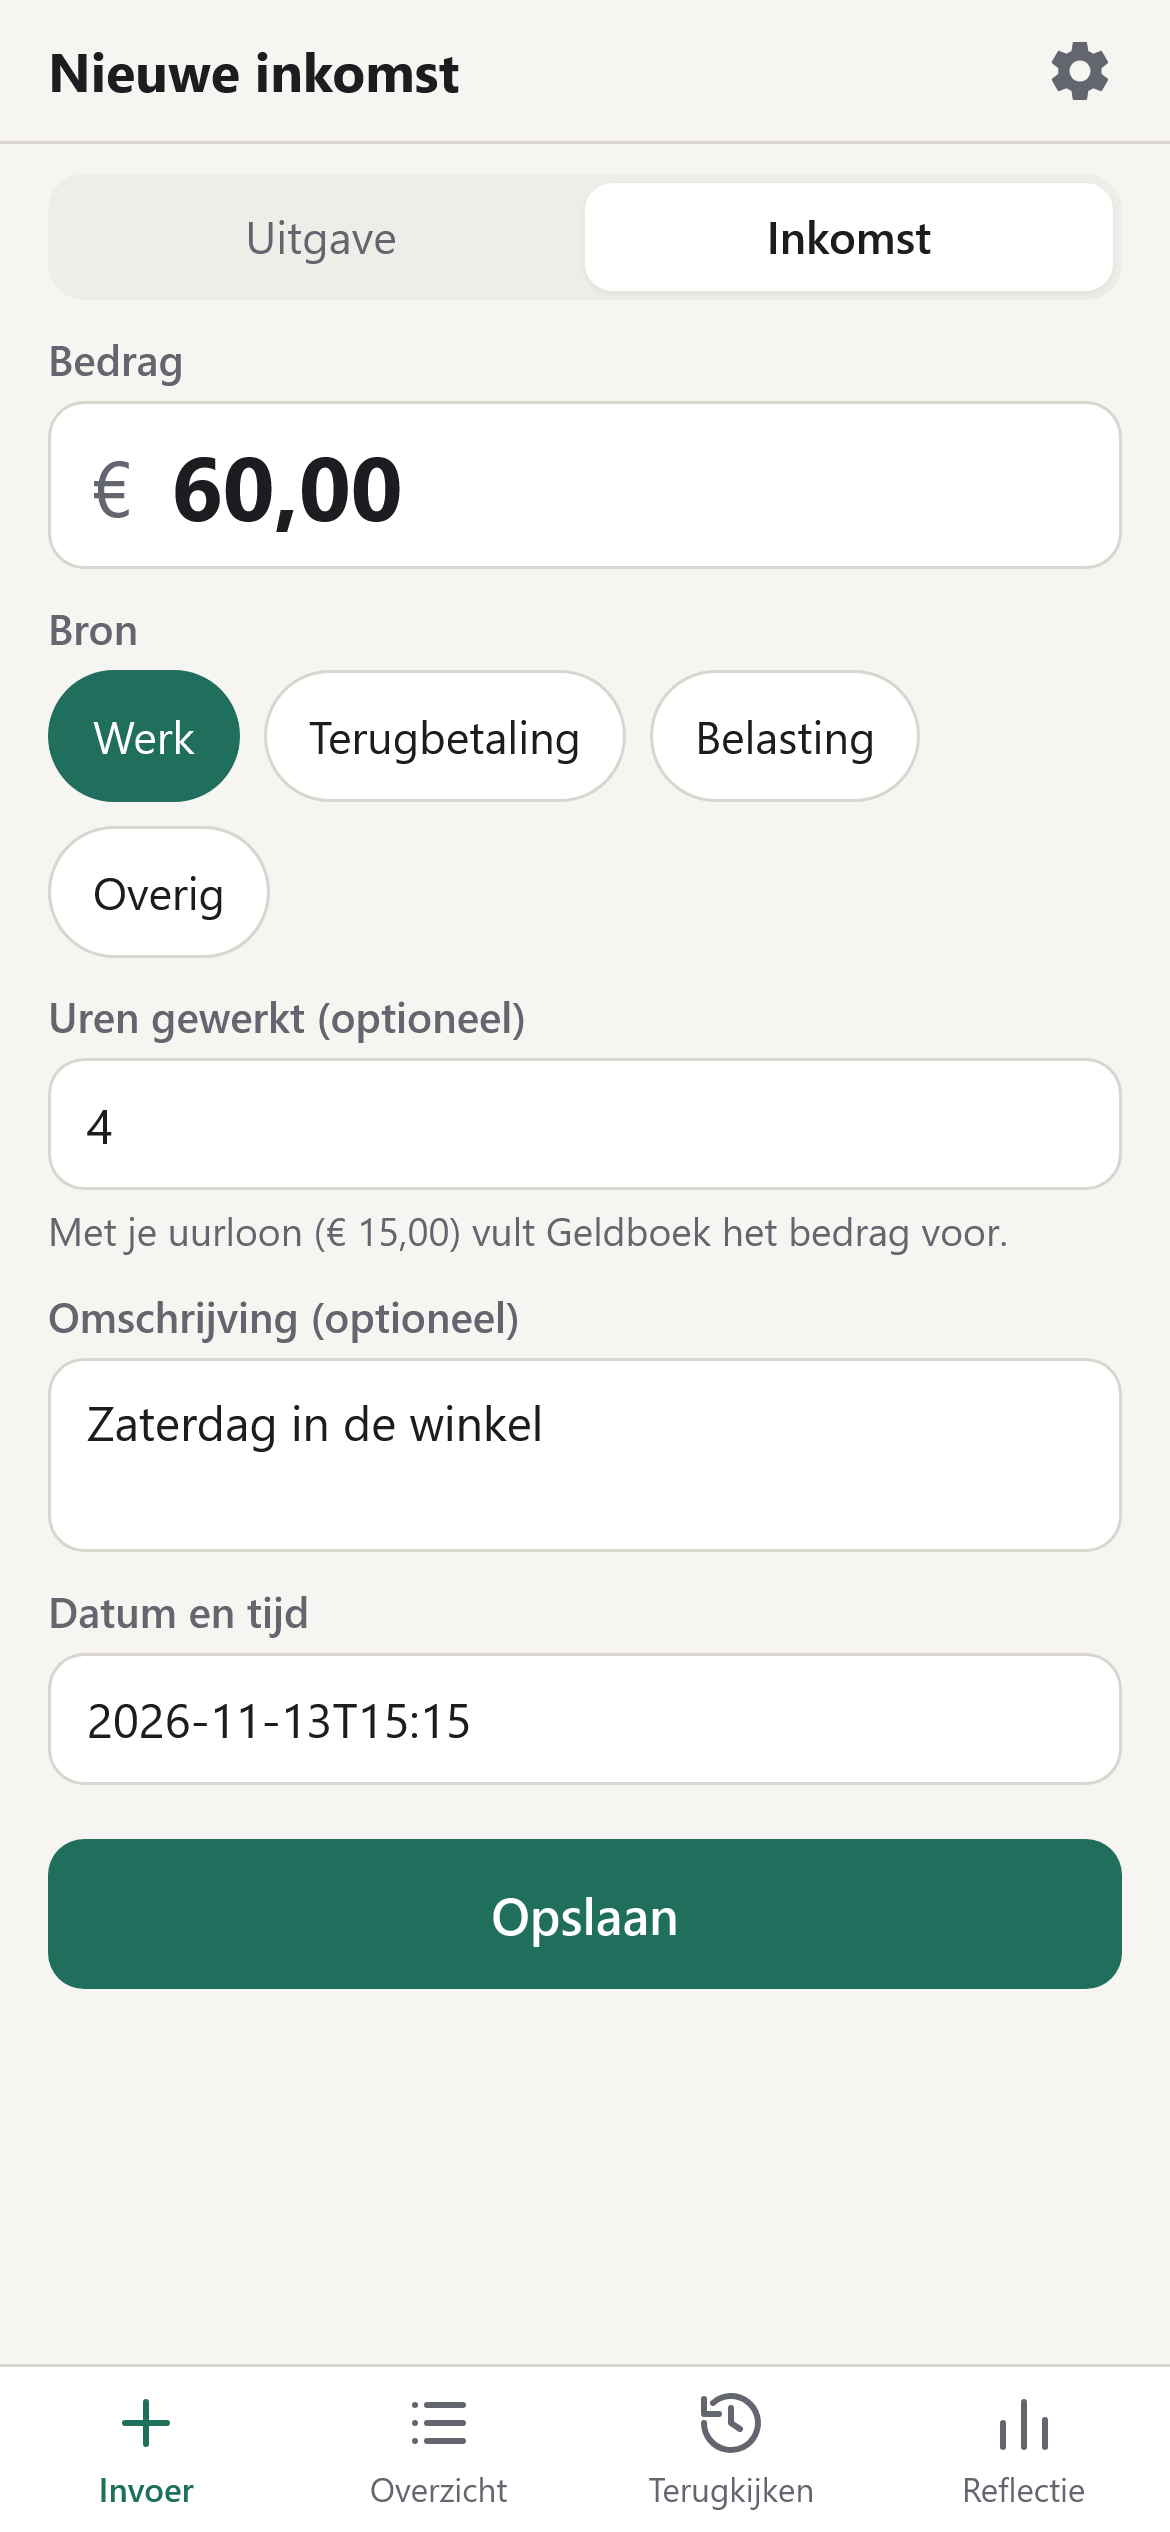 Nieuwe inkomst
Uitgave
Inkomst
Bedrag
€ 60,00
Bron
Werk
Terugbetaling
Belasting
Overig
Uren gewerkt (optioneel)
4
Met je uurloon (€ 15,00) vult Geldboek het bedrag voor.
Omschrijving (optioneel)
Zaterdag in de winkel
Datum en tijd
2026-11-13T15:15
Opslaan
Invoer
Overzicht
Terugkijken
Reflectie